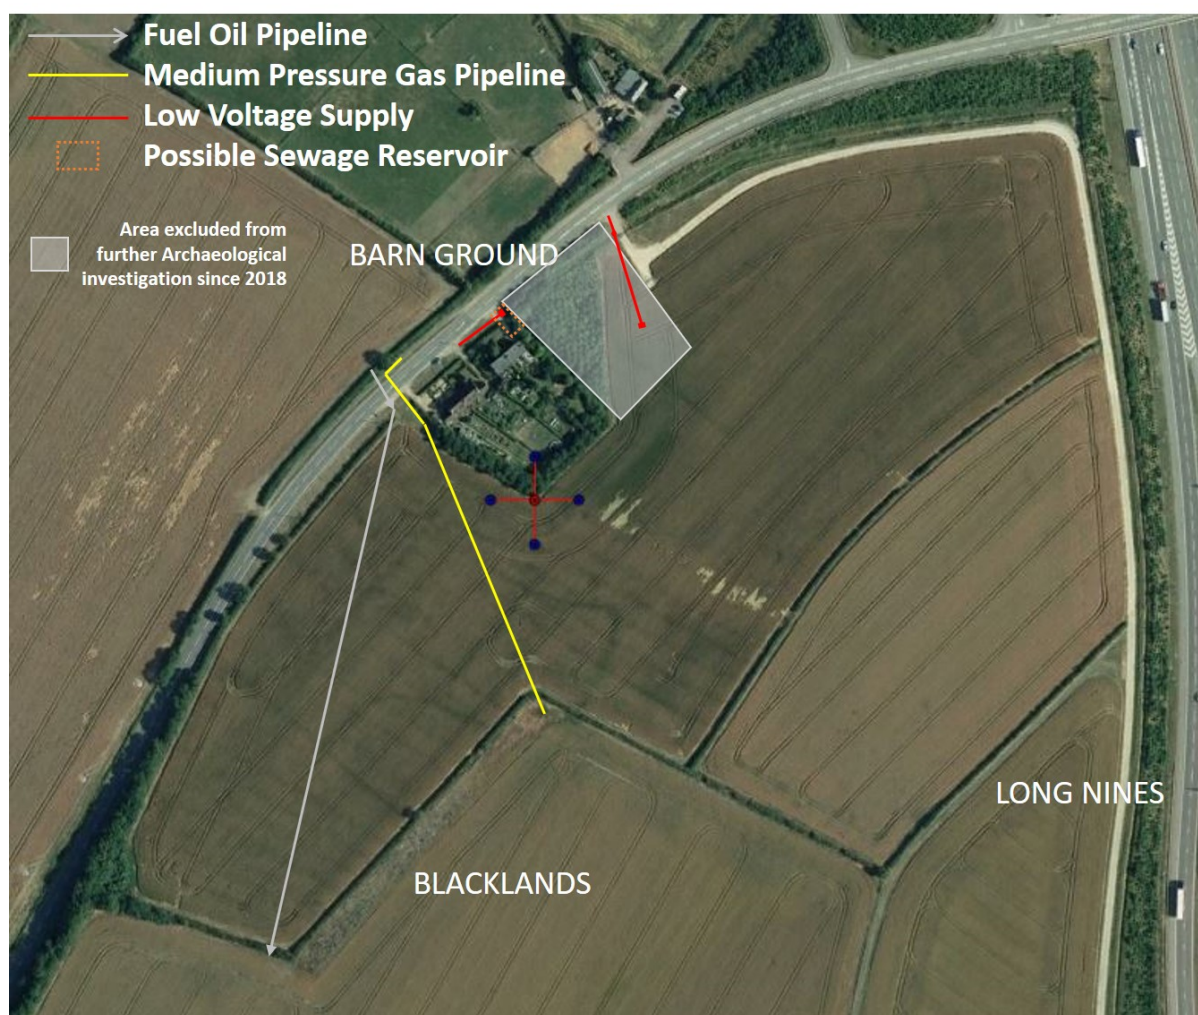 Fuel Oil Pipeline
Medium Pressure Gas Pipeline
Low Voltage Supply
Possible Sewage Reservoir
Area excluded from
further Archaeological
investigation since 2018
BARN GROUND
LONG NINES
BLACKLANDS